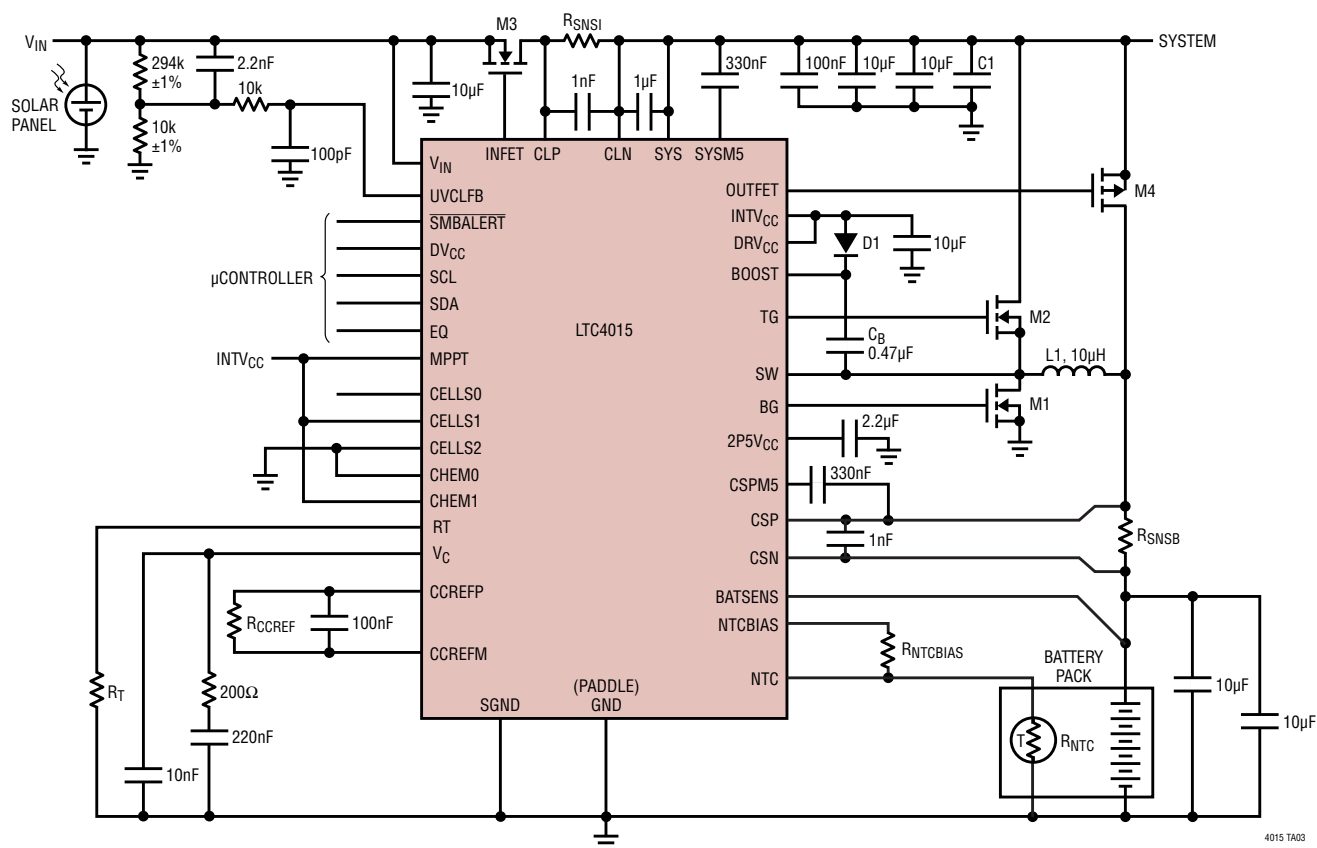 M3
RSNSI
VIN
SYSTEM
294k
±1%
2.2nF
10k
10µF
1nF
1µF
330nF
100nF
10µF
10µF
C1
SOLAR
PANEL
10k
±1%
100pF
INFET
CLP
CLN
SYS
SYSM5
VIN
UVCLFB
SMBALERT
DVCC
SCL
SDA
EQ
MPPT
CELLS0
CELLS1
CELLS2
CHEM0
CHEM1
RT
VC
CCREFP
CCREFM
µCONTROLLER
INTVCC
LTC4015
OUTFET
INTVCC
DRVCC
BOOST
TG
SW
BG
2P5VCC
CSPM5
CSP
CSN
BATSENS
NTCBIAS
NTC
M4
D1
10µF
CB
0.47µF
M2
L1, 10µH
M1
2.2µF
330nF
1nF
RSNSB
RNTCBIAS
BATTERY
PACK
T
RNTC
10µF
10µF
RCCREF
100nF
RT
200Ω
220nF
10nF
SGND
(PADDLE)
GND
4015 TA03